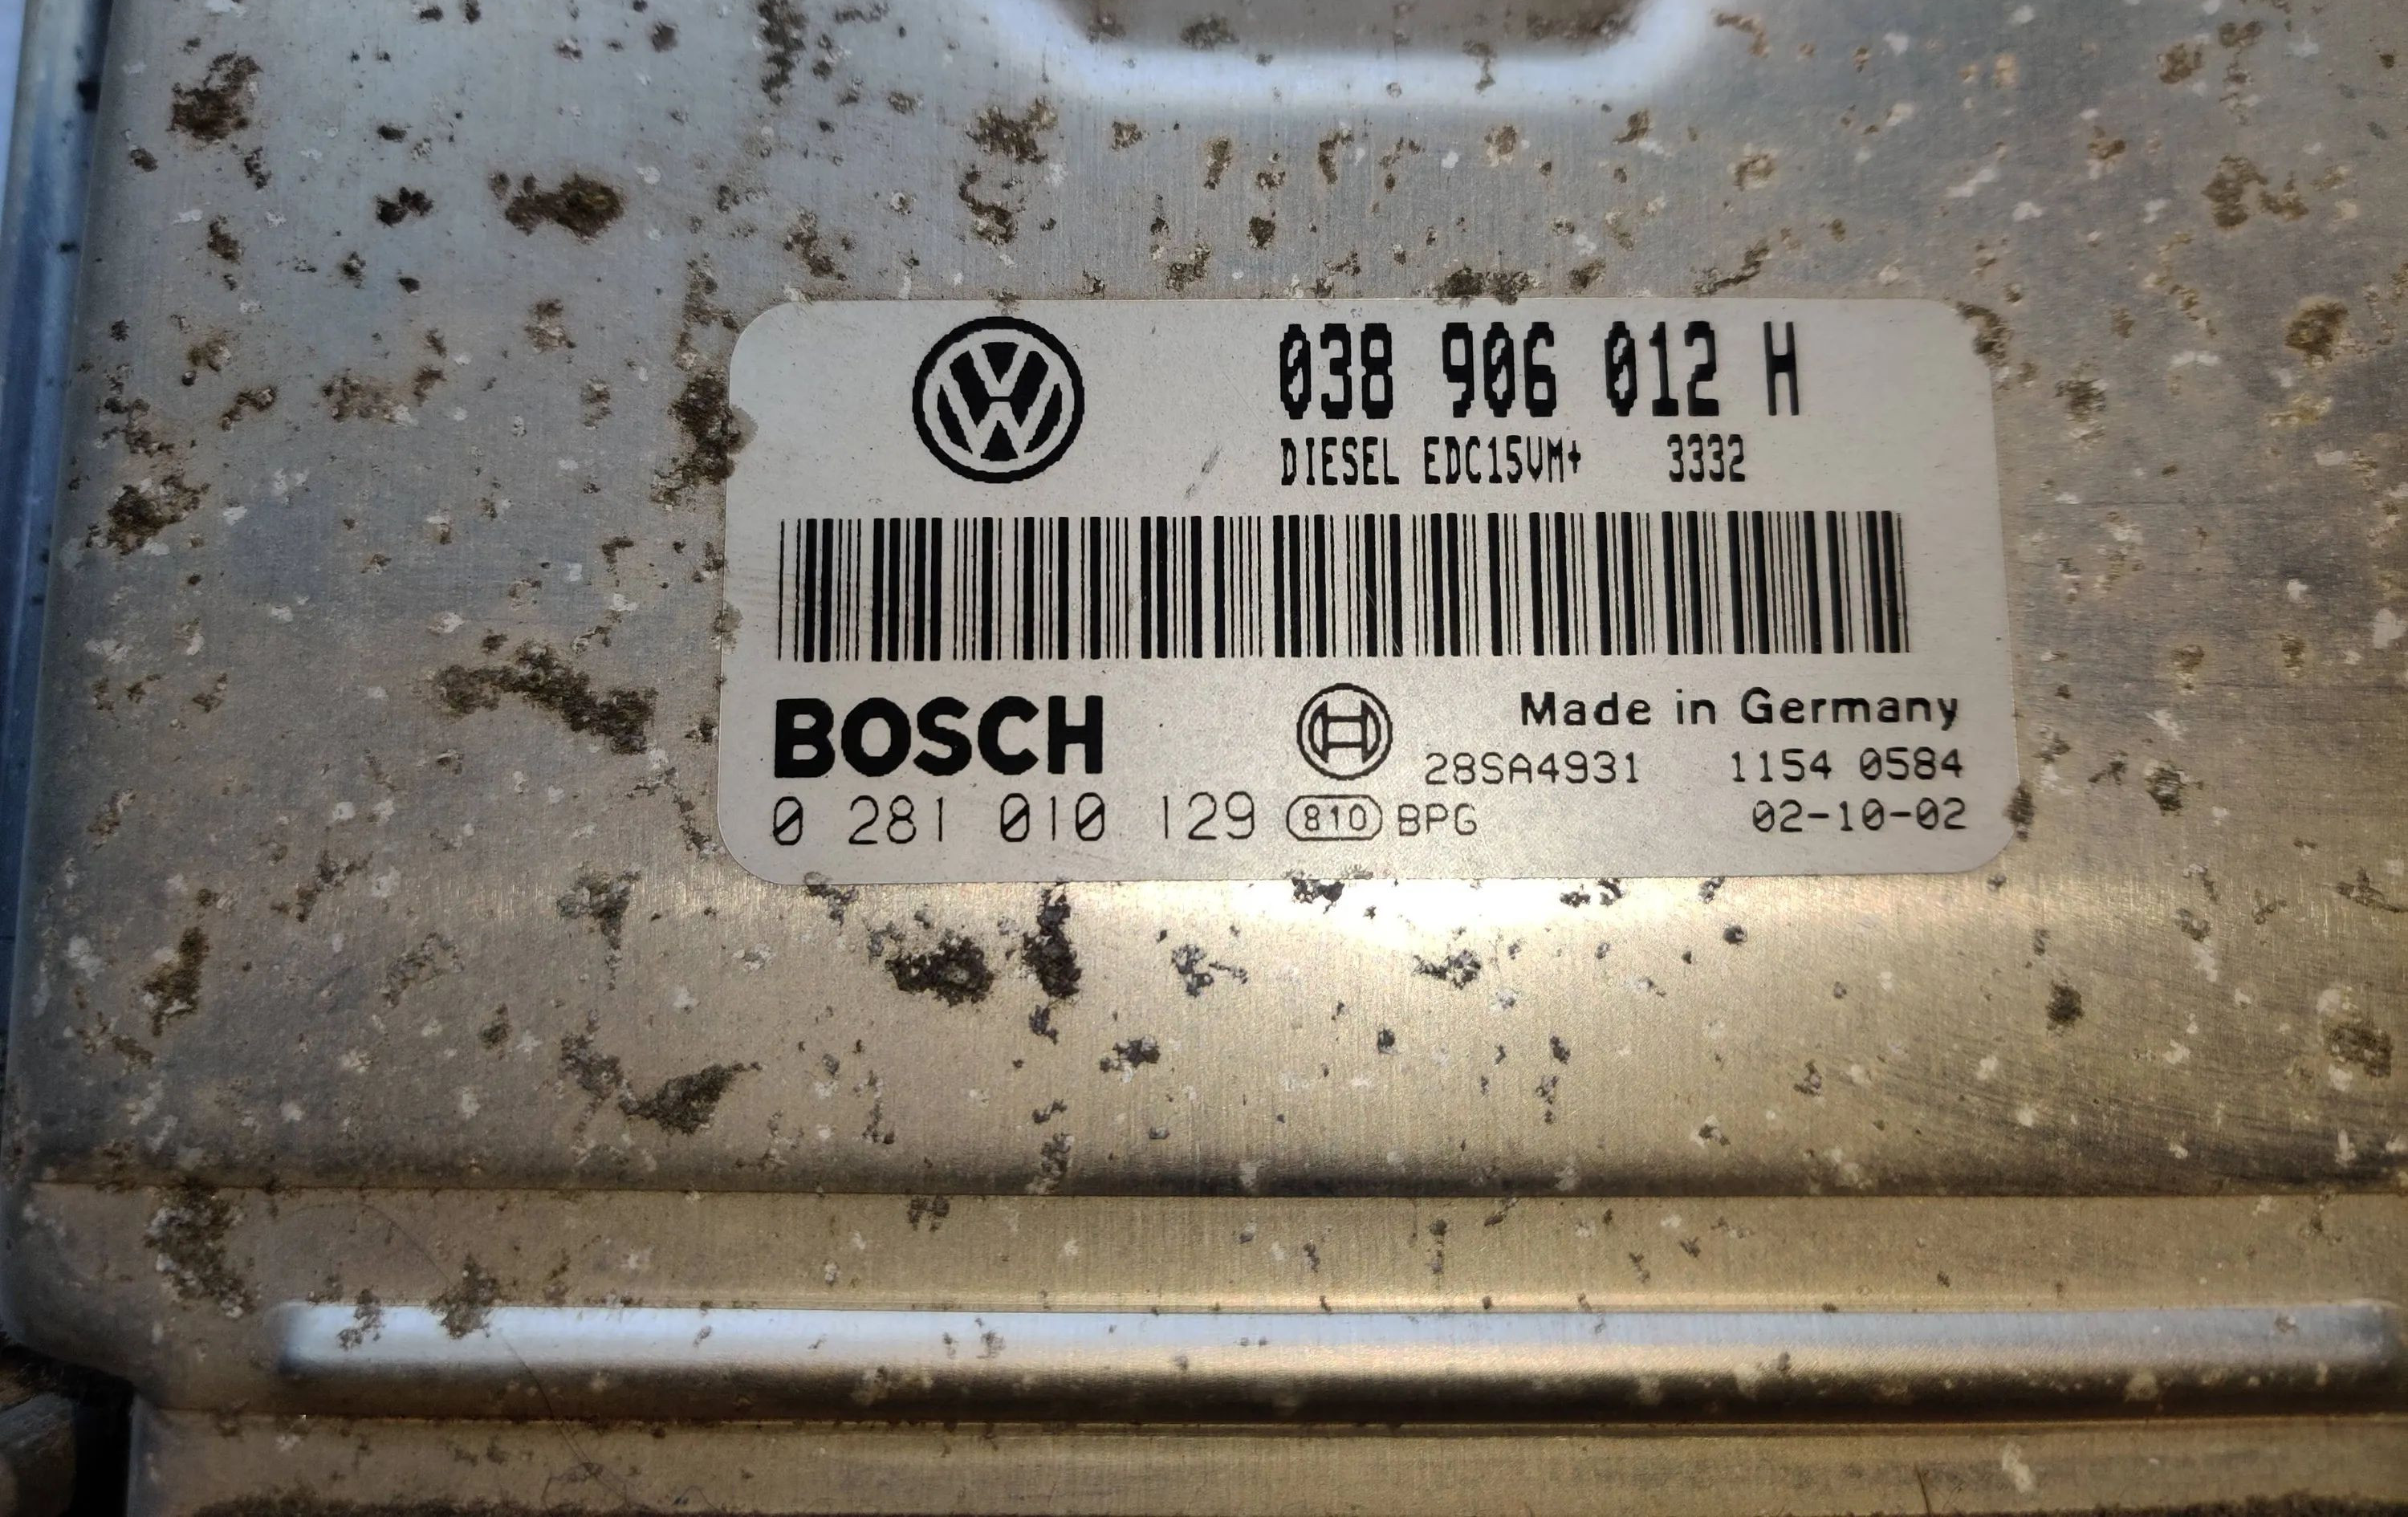 038 906 012 H
DIESEL EDC15VM+ 3332
BOSCH
Made in Germany
28SA4931 1154 0584
0 281 010 129 810 BPG 02-10-02